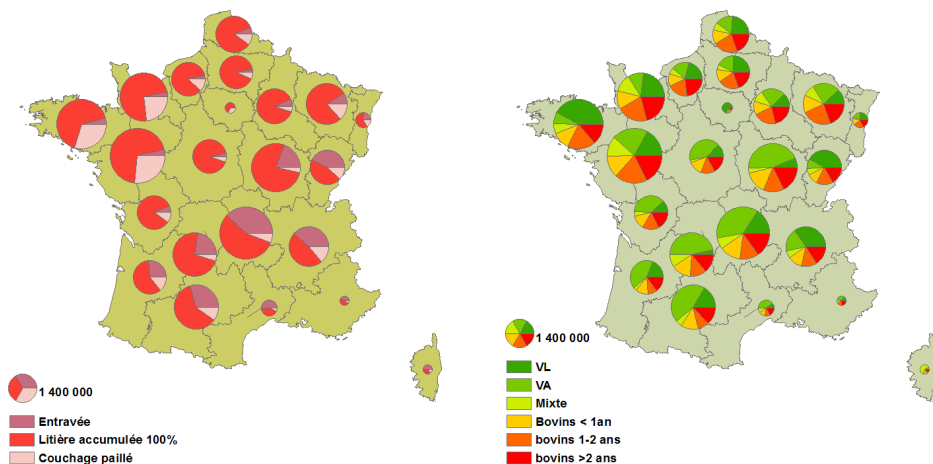 1 400 000
Entravée
Litière accumulée 100%
Couchage paillé
1 400 000
VL
VA
Mixte
Bovins < 1an
bovins 1-2 ans
bovins >2 ans